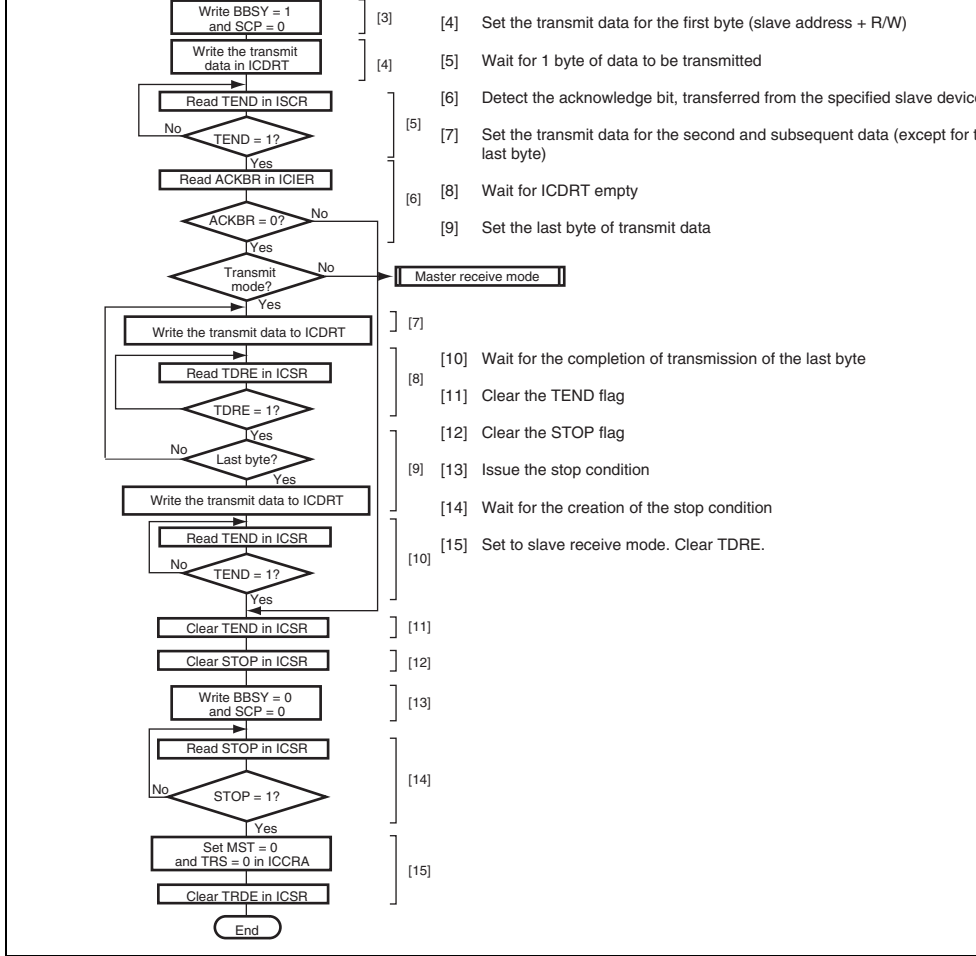 Write BBSY = 1
and SCP = 0
[3]
Write the transmit
data in ICDRT
[4]
Read TEND in ISCR
No
TEND = 1?
[5]
Yes
Read ACKBR in ICIER
[6]
ACKBR = 0?
No
Yes
Transmit
mode?
No
Master receive mode
Yes
Write the transmit data to ICDRT
[7]
Read TDRE in ICSR
[8]
TDRE = 1?
Yes
No
Last byte?
[9]
Yes
Write the transmit data to ICDRT
Read TEND in ICSR
[10]
No
TEND = 1?
Yes
Clear TEND in ICSR
[11]
Clear STOP in ICSR
[12]
Write BBSY = 0
and SCP = 0
[13]
Read STOP in ICSR
[14]
No
STOP = 1?
Yes
Set MST = 0
and TRS = 0 in ICCRA
[15]
Clear TRDE in ICSR
End
[4] Set the transmit data for the first byte (slave address + R/W)
[5] Wait for 1 byte of data to be transmitted
[6] Detect the acknowledge bit, transferred from the specified slave device
[7] Set the transmit data for the second and subsequent data (except for
last byte)
[8] Wait for ICDRT empty
[9] Set the last byte of transmit data
[10] Wait for the completion of transmission of the last byte
[11] Clear the TEND flag
[12] Clear the STOP flag
[13] Issue the stop condition
[14] Wait for the creation of the stop condition
[15] Set to slave receive mode. Clear TDRE.